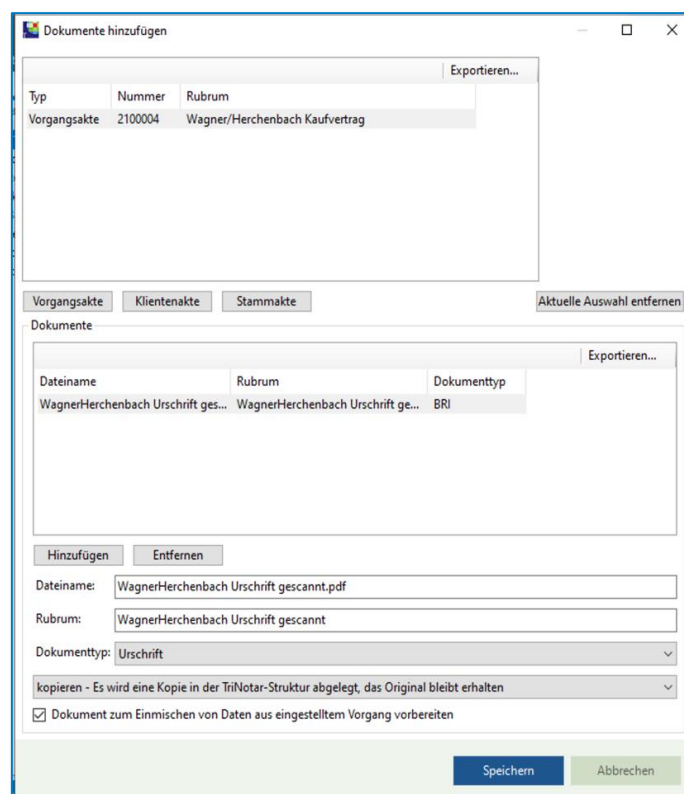 Dokumente hinzufügen
Exportieren...
Typ Nummer Rubrum
Vorgangsakte 2100004 Wagner/Herchenbach Kaufvertrag
Vorgangsakte Klientenakte Stammakte Aktuelle Auswahl entfernen
Dokumente
Exportieren...
Dateiname Rubrum Dokumenttyp
WagnerHerchenbach Urschrift ges... WagnerHerchenbach Urschrift ge... BRI
Hinzufügen Entfernen
Dateiname: WagnerHerchenbach Urschrift gescannt.pdf
Rubrum: WagnerHerchenbach Urschrift gescannt
Dokumenttyp: Urschrift
kopieren - Es wird eine Kopie in der TriNotar-Struktur abgelegt, das Original bleibt erhalten
Dokument zum Einmischen von Daten aus eingestelltem Vorgang vorbereiten
Speichern Abbrechen